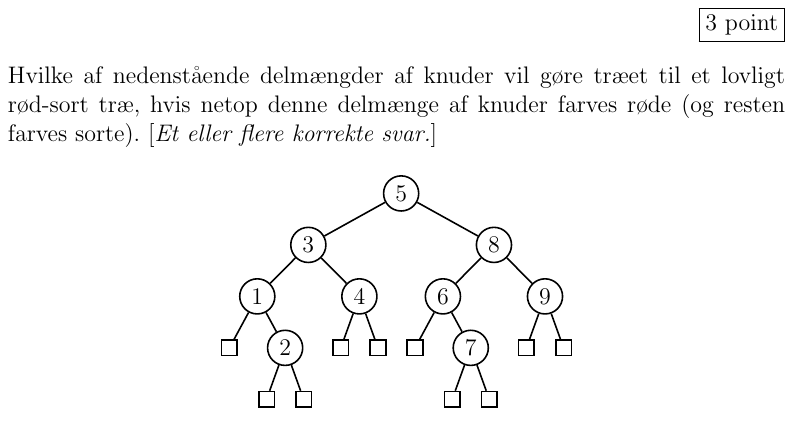 3 point
Hvilke af nedenstående delmængder af knuder vil gøre træet til et lovligt
rød-sort træ, hvis netop denne delmænge af knuder farves røde (og resten
farves sorte). [Et eller flere korrekte svar.]
5
3 8
1 4 6 9
2 7